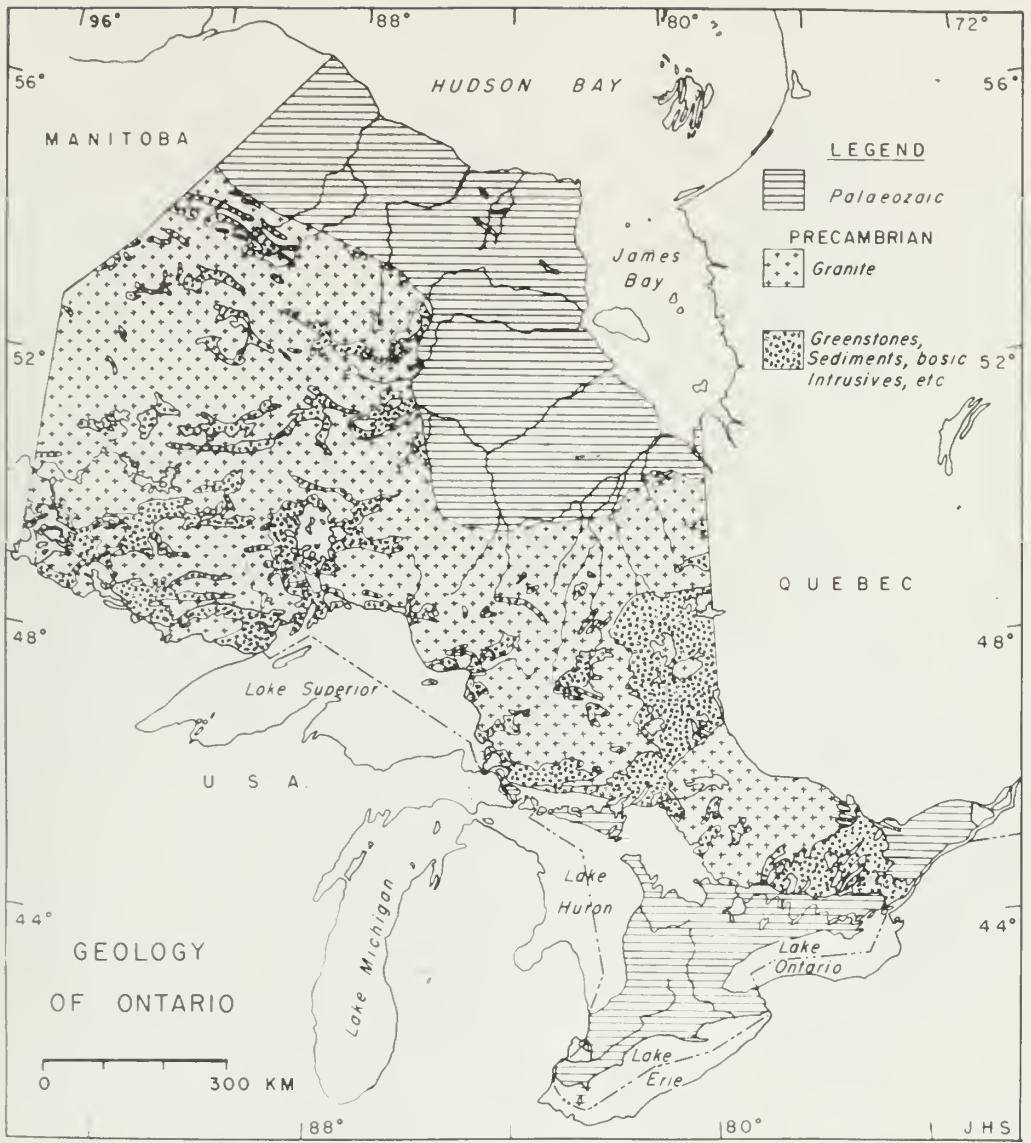 96° 88° 80° 72°
56° 56°
HUDSON BAY
MANITOBA
LEGEND
Palaeozaic
PRECAMBRIAN
Granite
James
Bay
Greenstones,
Sediments, bosic
Intrusives, etc
52° 52°
QUEBEC
48° 48°
Lake Superior
U S A.
Lake
Huron
44° 44°
Lake Michigan
GEOLOGY
OF ONTARIO
Lake
Ontario
Lake
Erie
0 300 KM
88° 80°
JHS